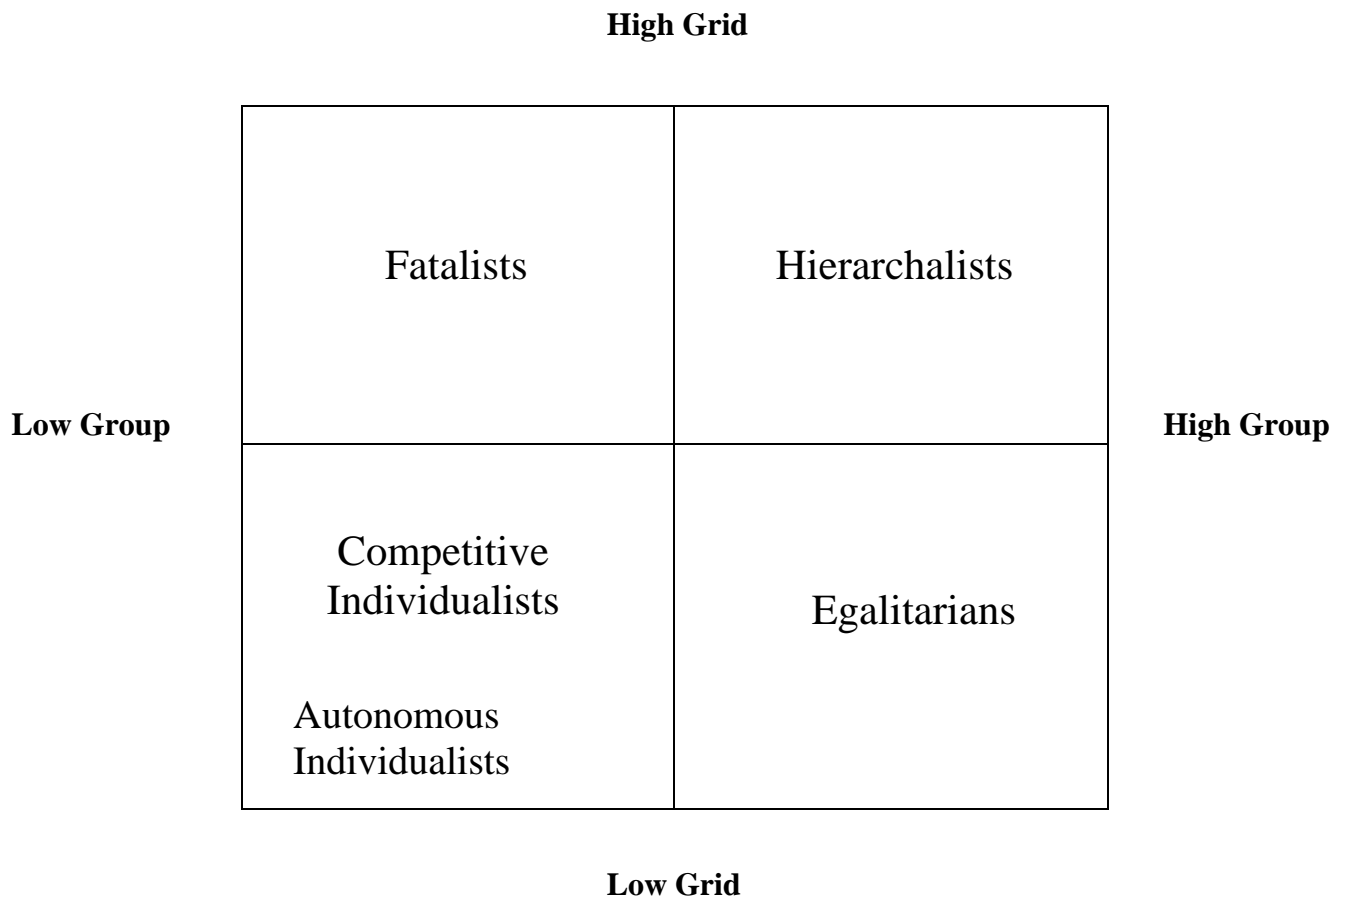 High Grid
Fatalists
Hierarchalists
Low Group
High Group
Competitive
Individualists
Egalitarians
Autonomous
Individualists
Low Grid